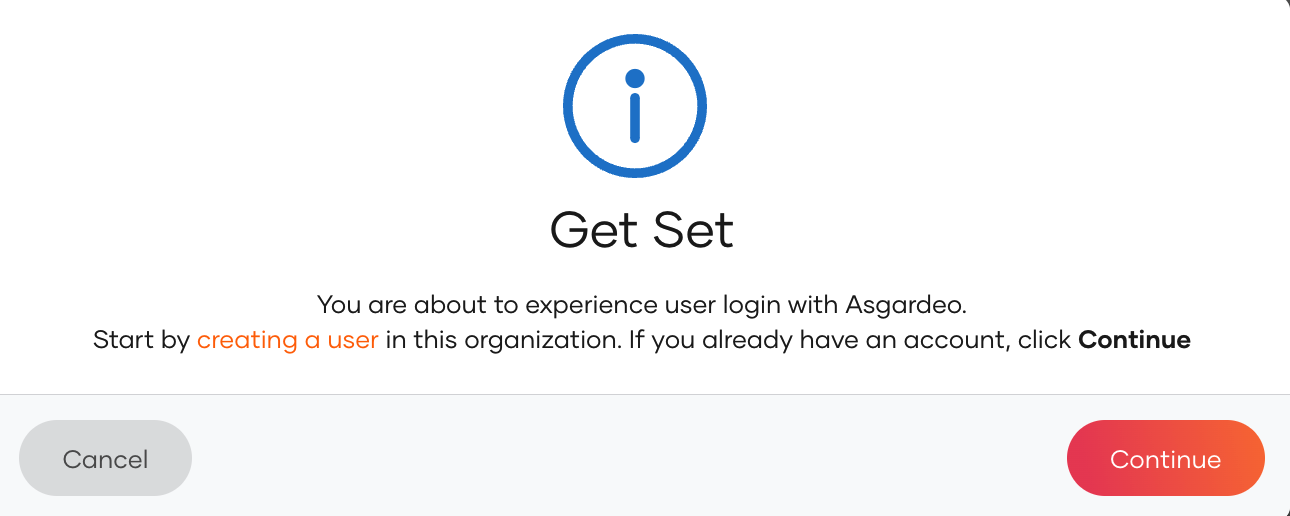 Get Set
You are about to experience user login with Asgardeo.
Start by creating a user in this organization. If you already have an account, click Continue
Cancel
Continue